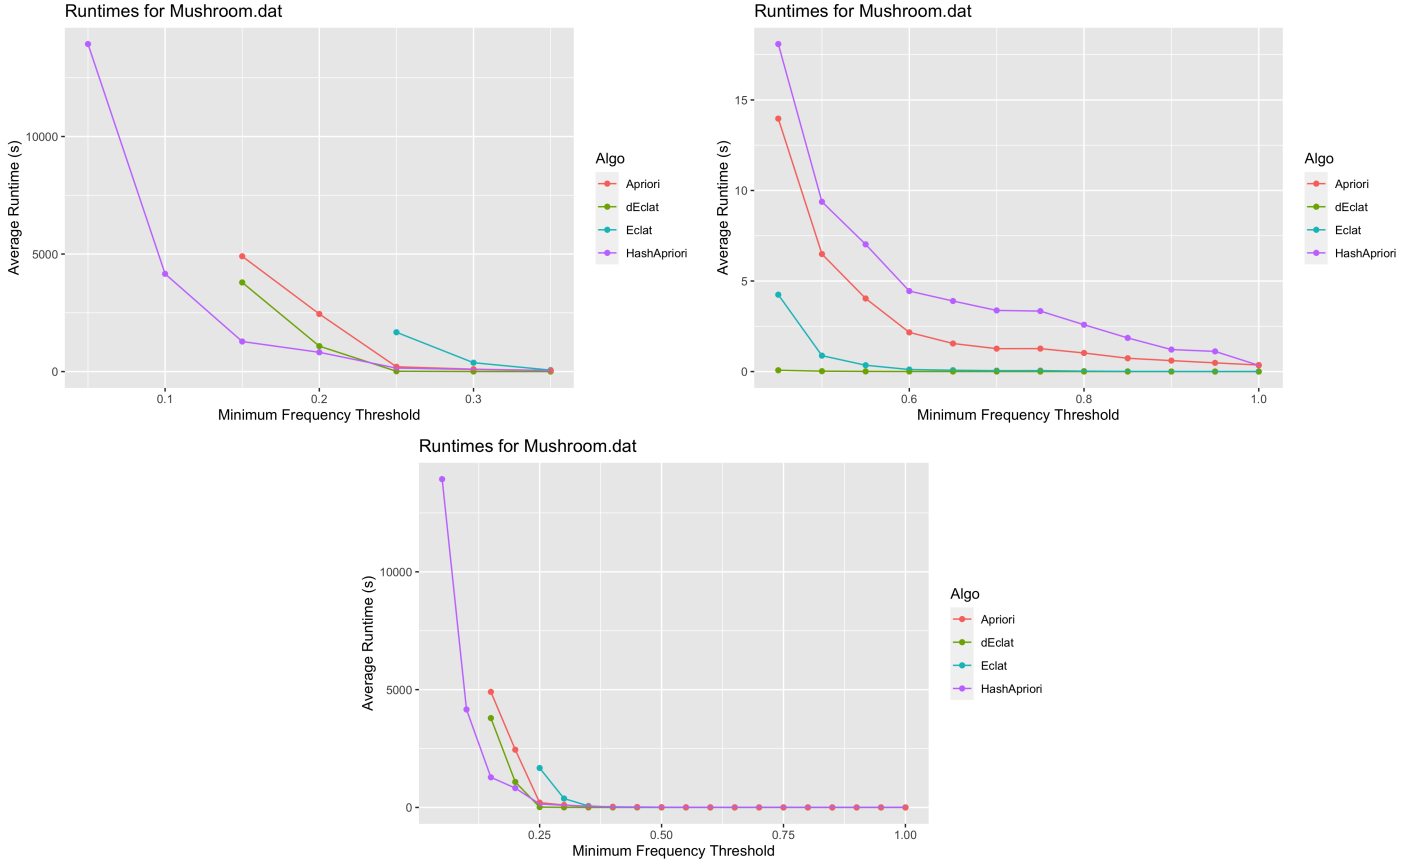 Runtimes for Mushroom.dat
Average Runtime (s)
10000
5000
0
0.1
0.2
0.3
Minimum Frequency Threshold
Algo
Apriori
dEclat
Eclat
HashApriori
Runtimes for Mushroom.dat
Average Runtime (s)
15
10
5
0
0.6
0.8
1.0
Minimum Frequency Threshold
Algo
Apriori
dEclat
Eclat
HashApriori
Runtimes for Mushroom.dat
Average Runtime (s)
10000
5000
0
0.25
0.50
0.75
1.00
Minimum Frequency Threshold
Algo
Apriori
dEclat
Eclat
HashApriori